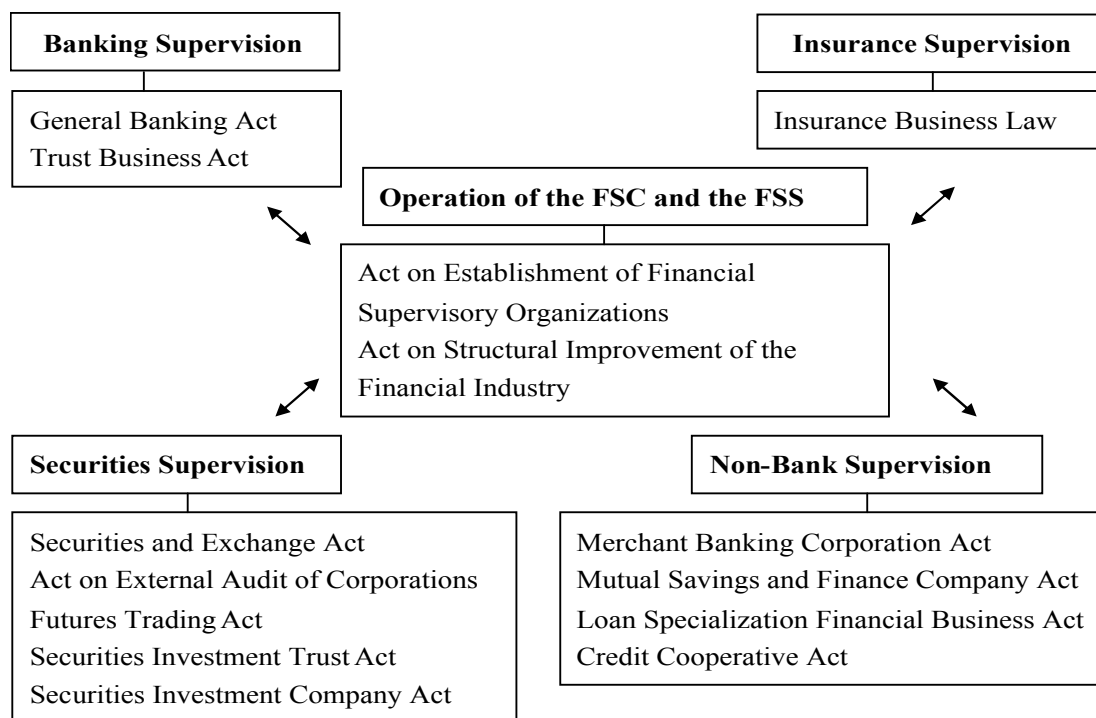 Banking Supervision
General Banking Act
Trust Business Act
Insurance Supervision
Insurance Business Law
Operation of the FSC and the FSS
Act on Establishment of Financial
Supervisory Organizations
Act on Structural Improvement of the
Financial Industry
Securities Supervision
Securities and Exchange Act
Act on External Audit of Corporations
Futures Trading Act
Securities Investment Trust Act
Securities Investment Company Act
Non-Bank Supervision
Merchant Banking Corporation Act
Mutual Savings and Finance Company Act
Loan Specialization Financial Business Act
Credit Cooperative Act